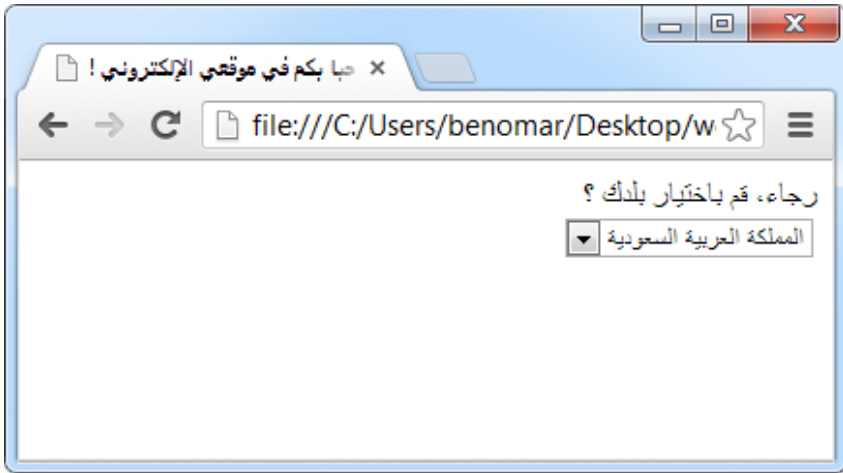 حبا بكم في موقعي الإلكتروني !
file:///C:/Users/benomar/Desktop/w
رجاء، قم باختيار بلدك ؟
المملكة العربية السعودية